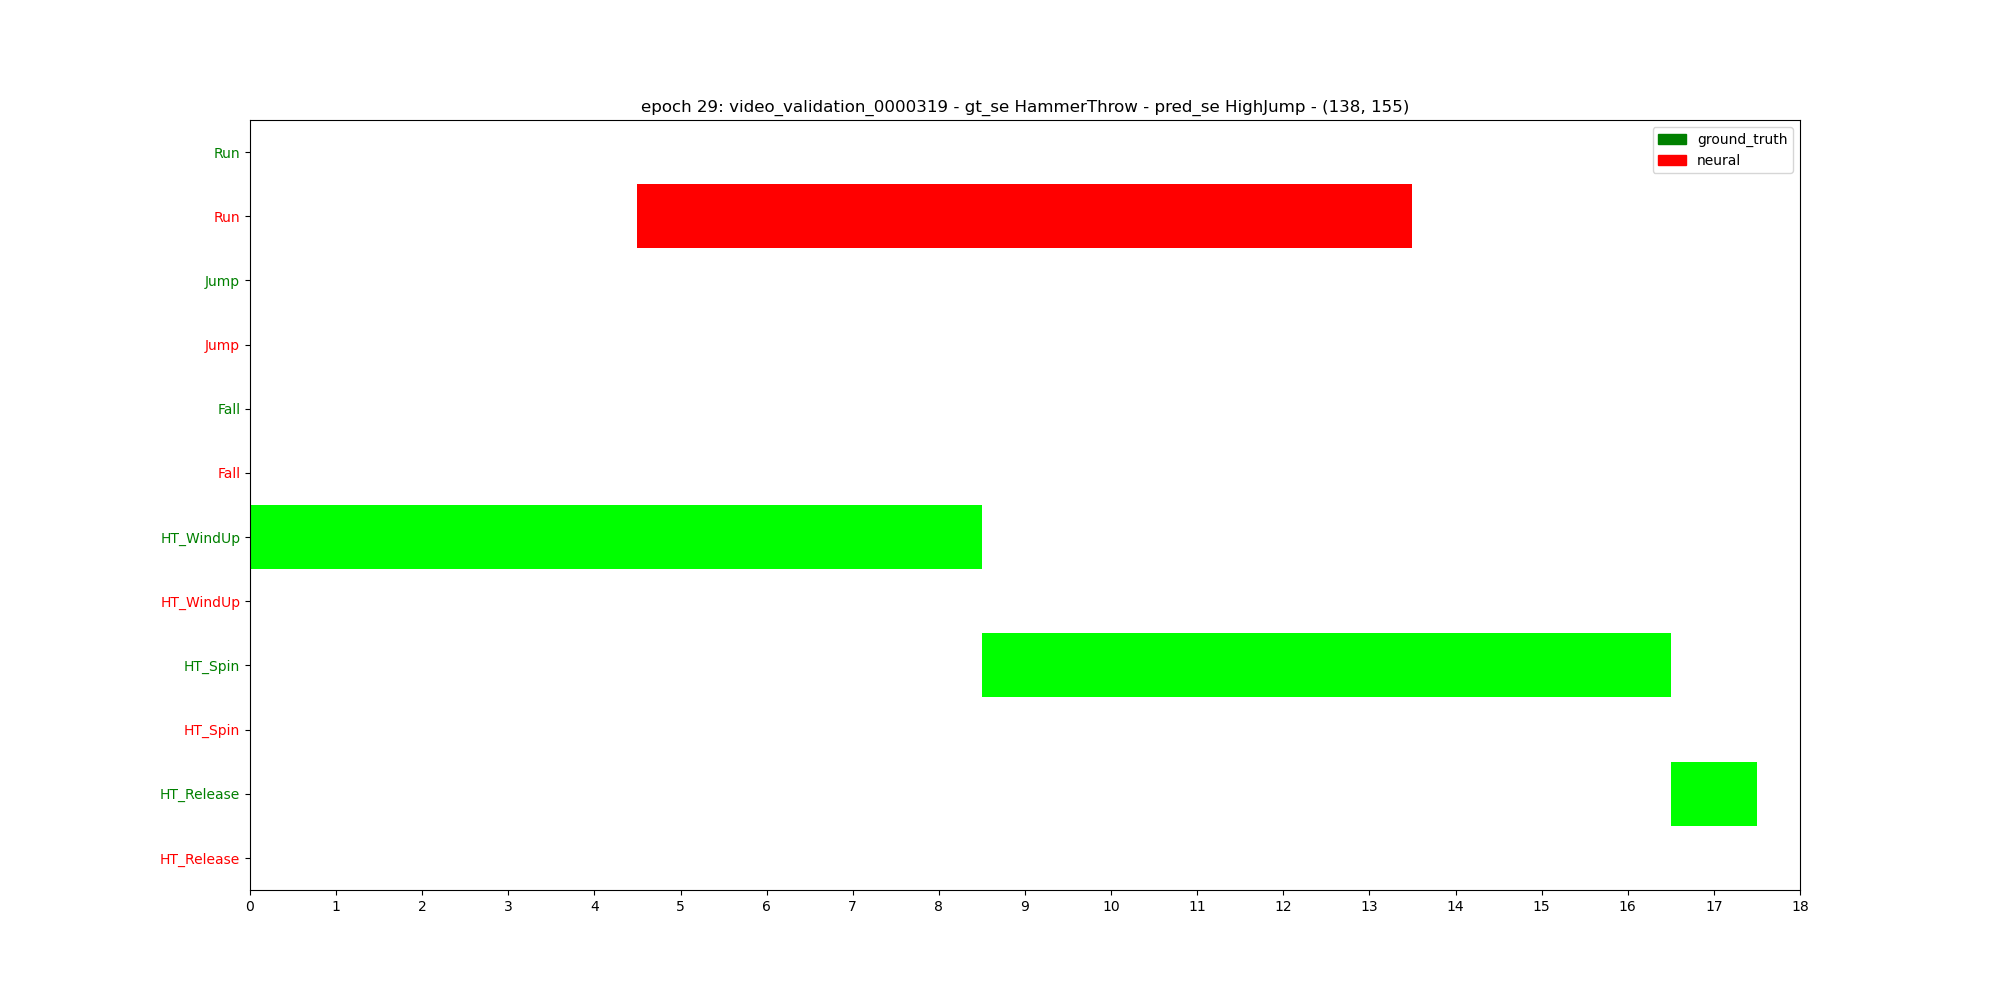 epoch 29: video_validation_0000319 - gt_se HammerThrow - pred_se HighJump - (138, 155)
ground_truth
neural
Run
Run
Jump
Jump
Fall
Fall
HT_WindUp
HT_WindUp
HT_Spin
HT_Spin
HT_Release
HT_Release
0 1 2 3 4 5 6 7 8 9 10 11 12 13 14 15 16 17 18